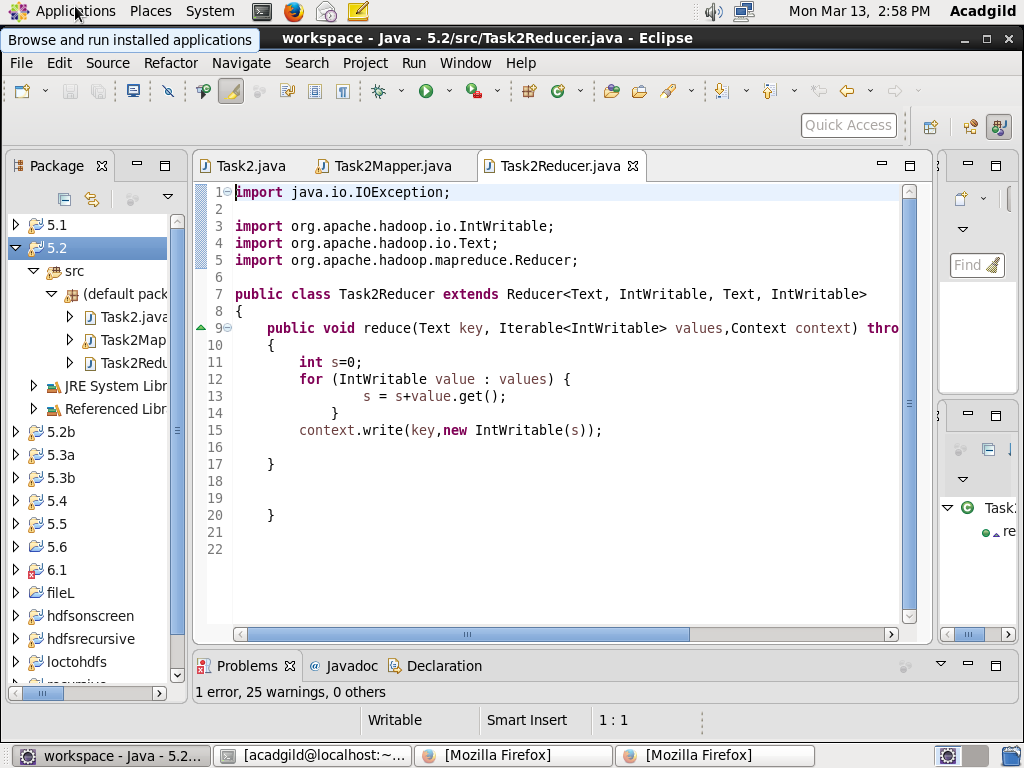 Applications Places System Mon Mar 13, 2:58 PM Acadgild
Browse and run installed applications
workspace - Java - 5.2/src/Task2Reducer.java - Eclipse
File Edit Source Refactor Navigate Search Project Run Window Help
Quick Access
Package
Task2.java Task2Mapper.java Task2Reducer.java
5.1
5.2
src
(default pack
Task2.java
Task2Map
Task2Redu
JRE System Libr
Referenced Libr
5.2b
5.3a
5.3b
5.4
5.5
5.6
6.1
fileL
hdfsonscreen
hdfsrecursive
loctohdfs
1 import java.io.IOException;
2
3 import org.apache.hadoop.io.IntWritable;
4 import org.apache.hadoop.io.Text;
5 import org.apache.hadoop.mapreduce.Reducer;
6
7 public class Task2Reducer extends Reducer<Text, IntWritable, Text, IntWritable>
8 {
9 public void reduce(Text key, Iterable<IntWritable> values,Context context) thro
10 {
11 int s=0;
12 for (IntWritable value : values) {
13 s = s+value.get();
14 }
15 context.write(key,new IntWritable(s));
16
17 }
18
19
20 }
21
22
Find
Task2
re
Problems Javadoc Declaration
1 error, 25 warnings, 0 others
Writable Smart Insert 1 : 1
workspace - Java - 5.2... [acadgild@localhost:~... [Mozilla Firefox] [Mozilla Firefox]